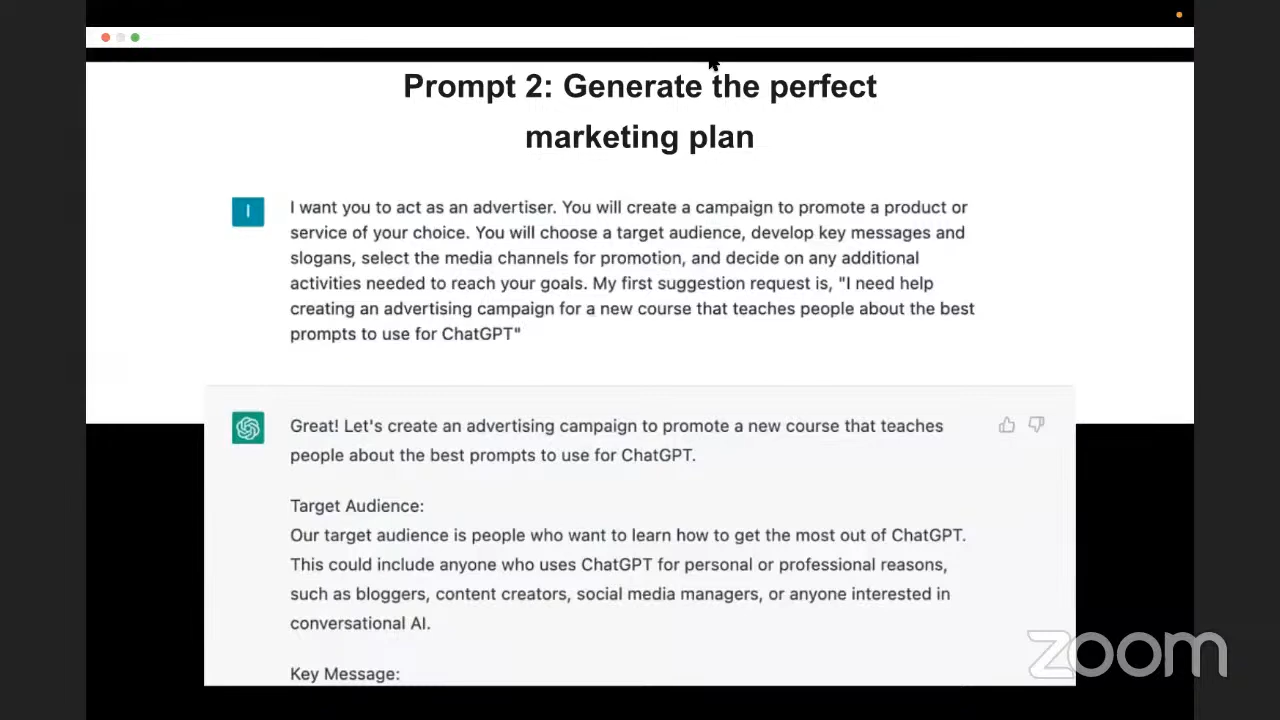 Prompt 2: Generate the perfect
marketing plan
I
I want you to act as an advertiser. You will create a campaign to promote a product or
service of your choice. You will choose a target audience, develop key messages and
slogans, select the media channels for promotion, and decide on any additional
activities needed to reach your goals. My first suggestion request is, "I need help
creating an advertising campaign for a new course that teaches people about the best
prompts to use for ChatGPT"
Great! Let's create an advertising campaign to promote a new course that teaches
people about the best prompts to use for ChatGPT.
Target Audience:
Our target audience is people who want to learn how to get the most out of ChatGPT.
This could include anyone who uses ChatGPT for personal or professional reasons,
such as bloggers, content creators, social media managers, or anyone interested in
conversational AI.
Key Message:
zoom